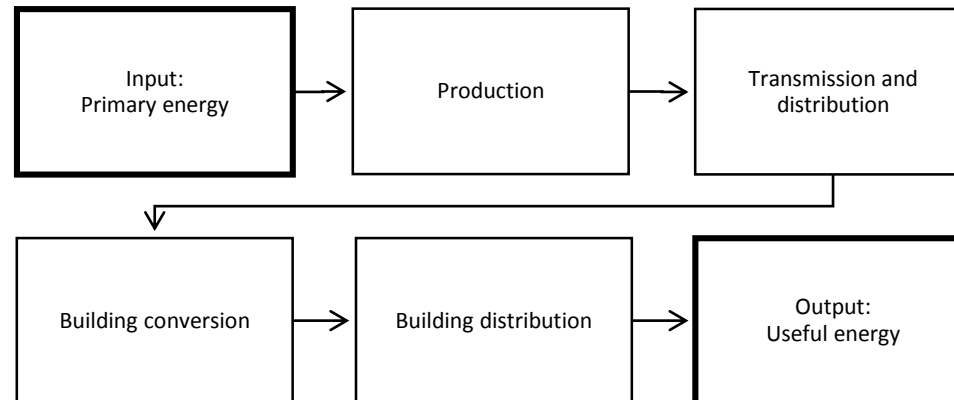 Input:
Primary energy
Production
Transmission and
distribution
Building conversion
Building distribution
Output:
Useful energy